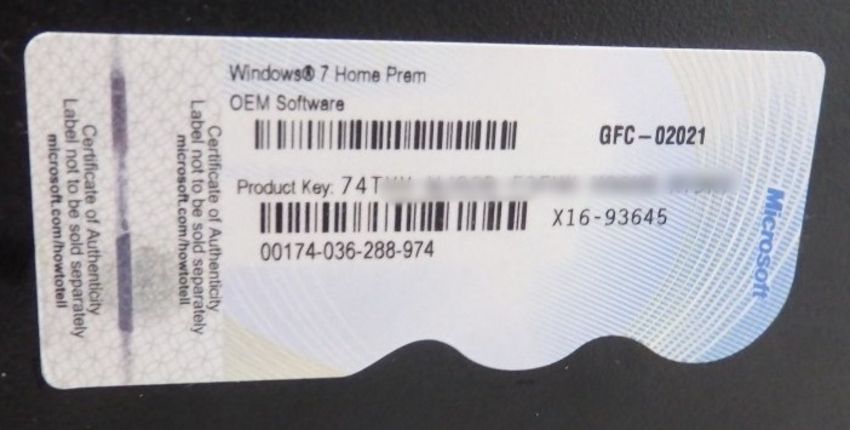 Certificate of Authenticity
Label not to be sold separately
microsoft.com/howtotell
Certificate of Authenticity
Label not to be sold separately
microsoft.com/howtotell
Windows® 7 Home Prem
OEM Software
GFC-02021
Product Key: 74T
X16-93645
00174-036-288-974
Microsoft